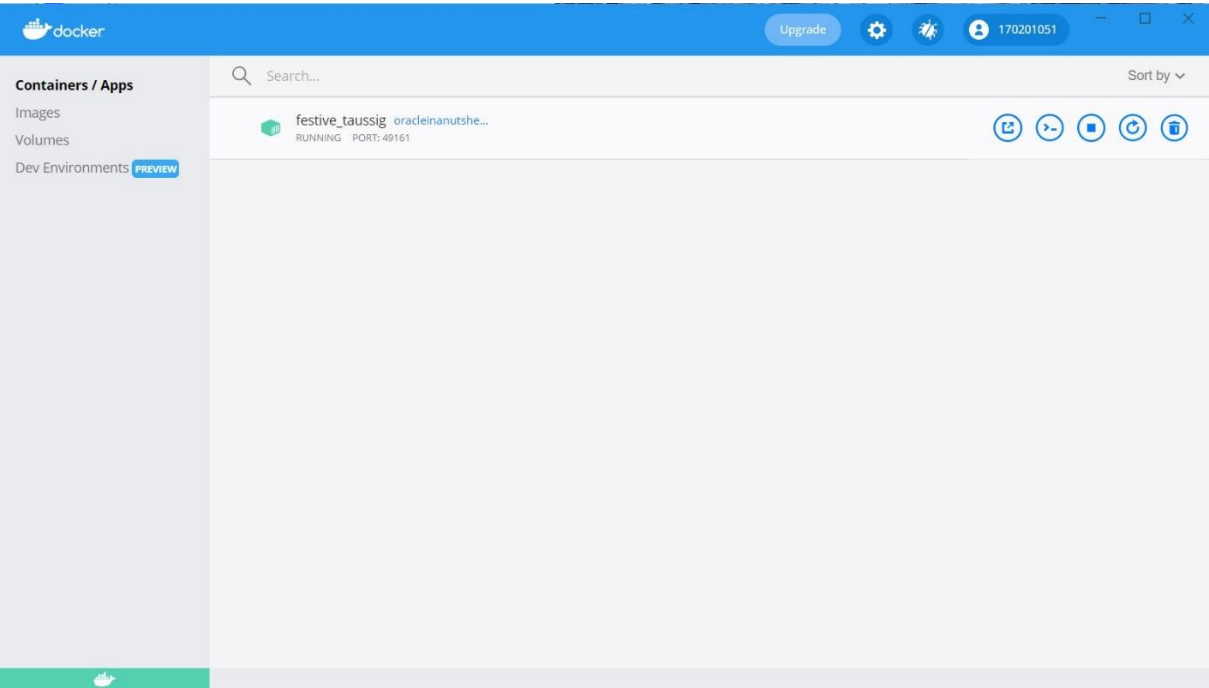 docker
Upgrade
170201051
Containers / Apps
Images
Volumes
Dev Environments PREVIEW
Search...
Sort by
festive_taussig oracleinanutshe...
RUNNING PORT: 49161